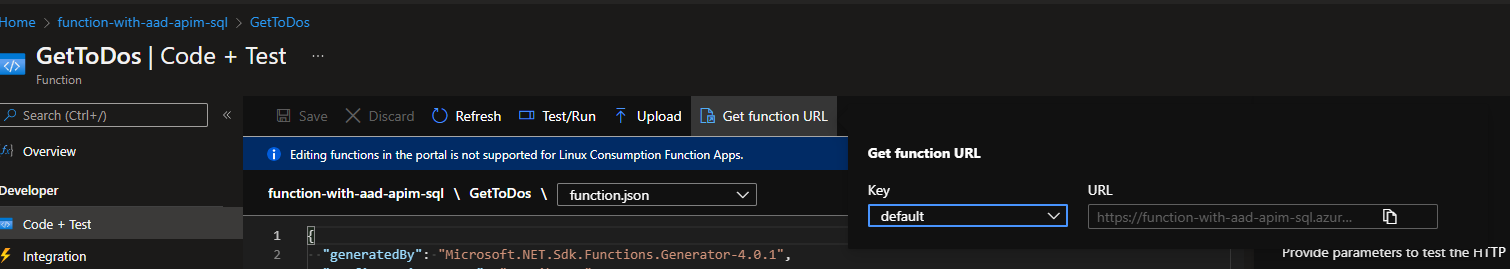 Home > function-with-aad-apim-sql > GetToDos
GetToDos | Code + Test ...
Function
Search (Ctrl+/) «
Overview
Developer
Code + Test
Integration
Save Discard Refresh Test/Run Upload Get function URL
Editing functions in the portal is not supported for Linux Consumption Function Apps.
function-with-aad-apim-sql \ GetToDos \ function.json
1 {
2 "generatedBy": "Microsoft.NET.Sdk.Functions.Generator-4.0.1",
Get function URL
Key URL
default https://function-with-aad-apim-sql.azur...
Provide parameters to test the HTTP